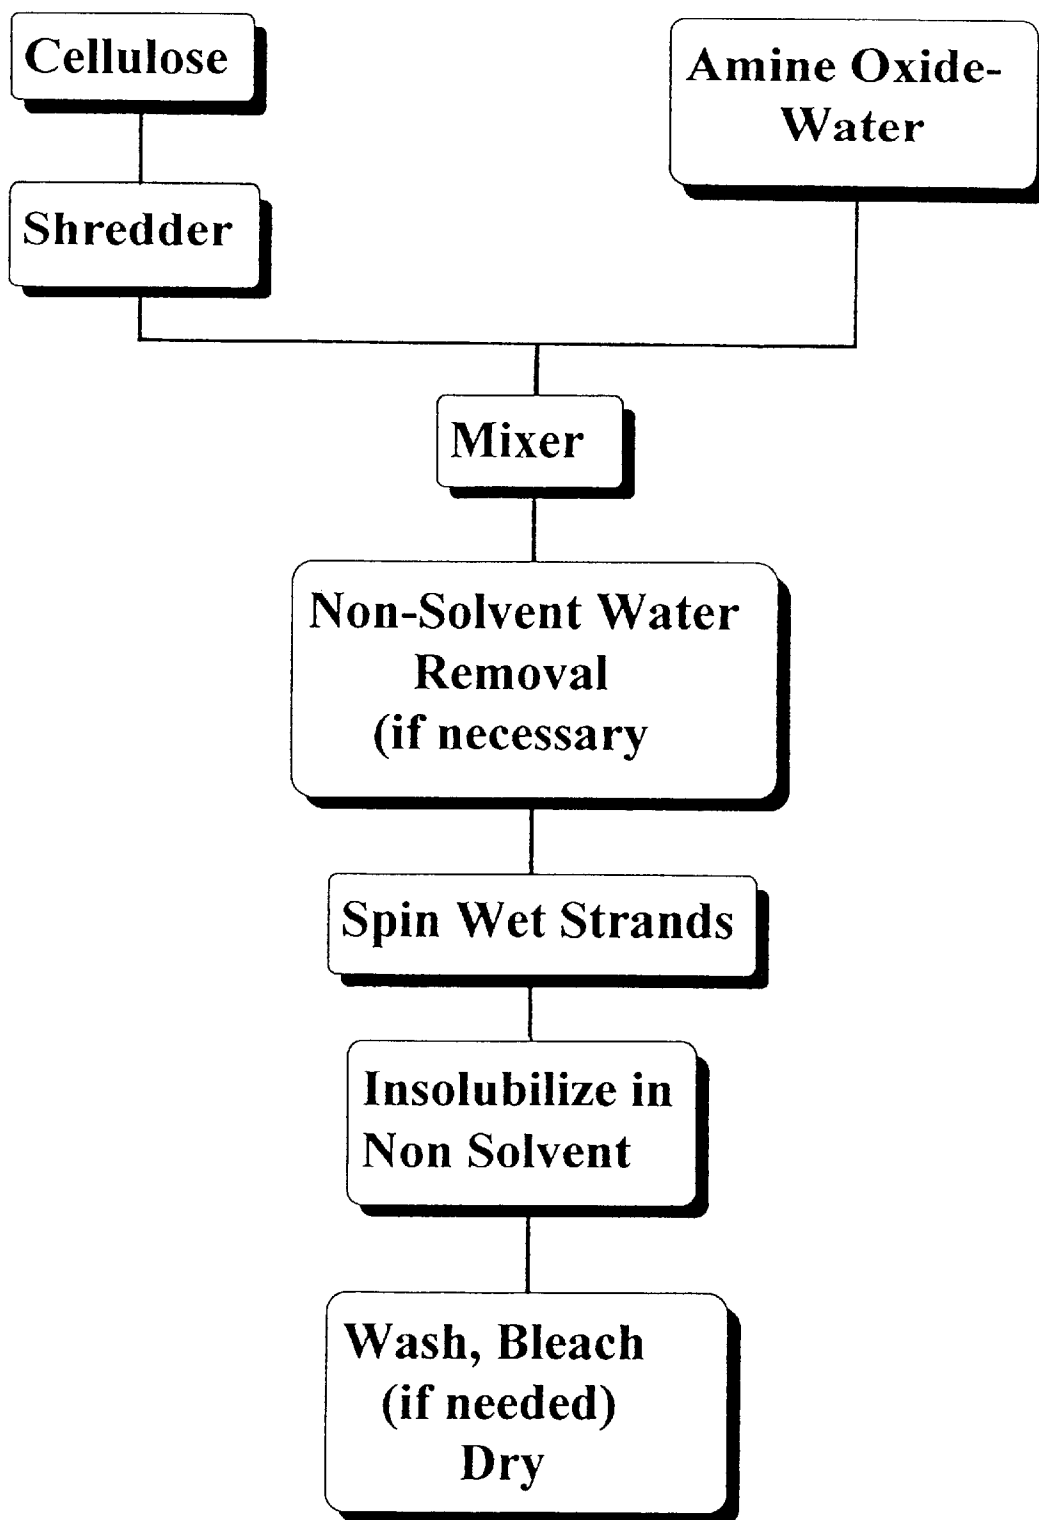 Cellulose
Amine Oxide-
Water
Shredder
Mixer
Non-Solvent Water
Removal
(if necessary
Spin Wet Strands
Insolubilize in
Non Solvent
Wash, Bleach
(if needed)
Dry